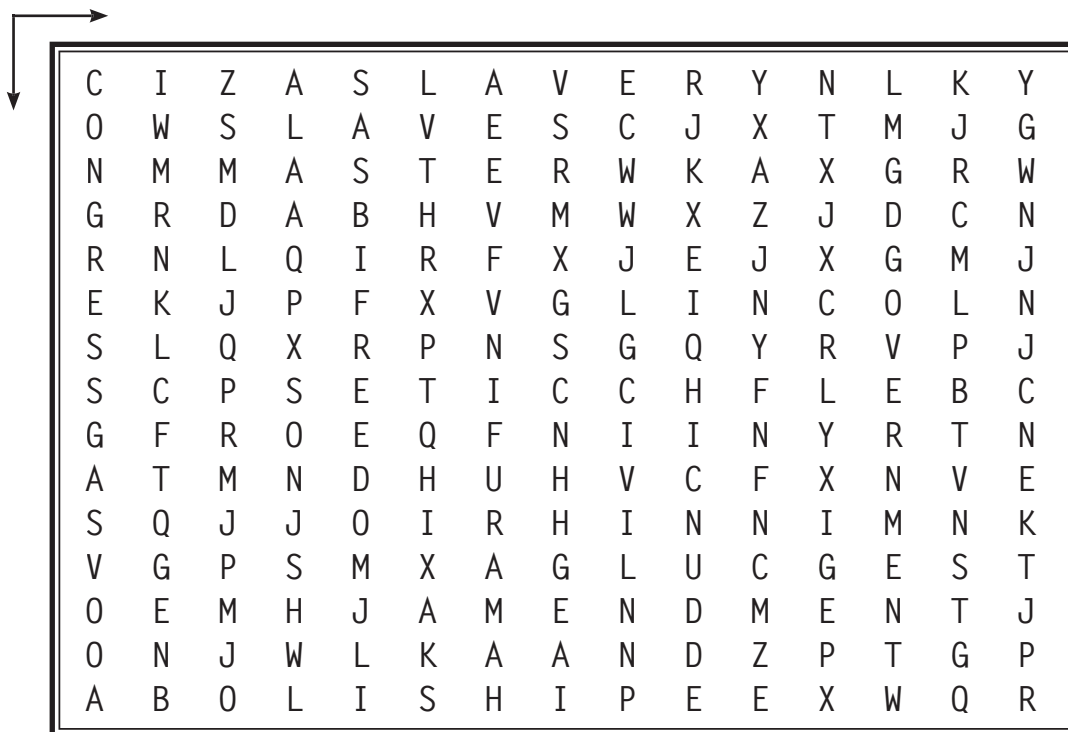 C I Z A S L A V E R Y N L K Y
O W S L A V E S C J X T M J G
N M M A S T E R W K A X G R W
G R D A B H V M W X Z J D C N
R N L Q I R F X J E J X G M J
E K J P F X V G L I N C O L N
S L Q X R P N S G Q Y R V P J
S C P S E T I C C H F L E B C
G F R O E Q F N I I N Y R T N
A T M N D H U H V C F X N V E
S Q J J O I R H I N N I M N K
V G P S M X A G L U C G E S T
O E M H J A M E N D M E N T J
O N J W L K A A N D Z P T G P
A B O L I S H I P E E X W Q R